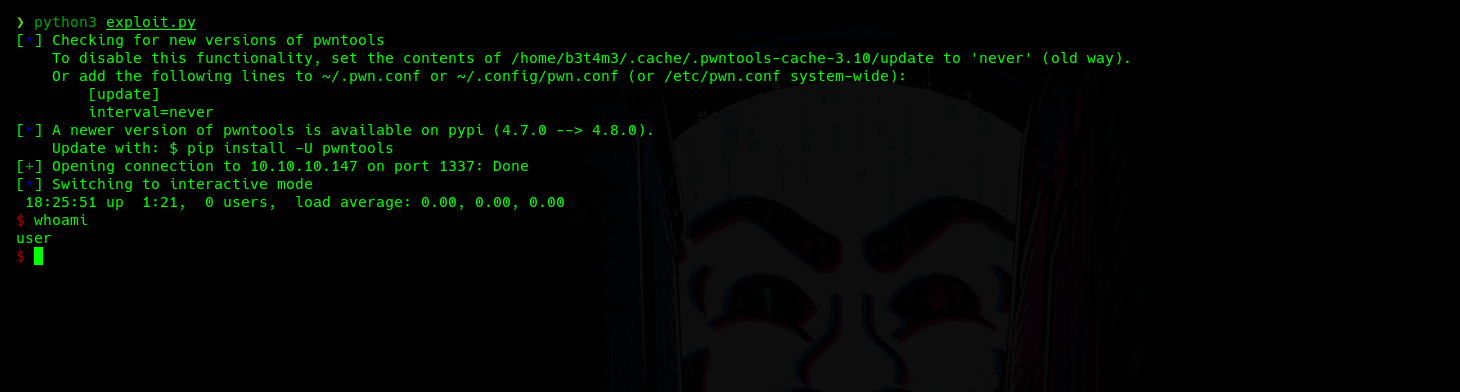 ❯ python3 exploit.py
[*] Checking for new versions of pwntools
    To disable this functionality, set the contents of /home/b3t4m3/.cache/.pwntools-cache-3.10/update to 'never' (old way).
    Or add the following lines to ~/.pwn.conf or ~/.config/pwn.conf (or /etc/pwn.conf system-wide):
        [update]
        interval=never
[*] A newer version of pwntools is available on pypi (4.7.0 --> 4.8.0).
    Update with: $ pip install -U pwntools
[+] Opening connection to 10.10.10.147 on port 1337: Done
[*] Switching to interactive mode
 18:25:51 up  1:21,  0 users,  load average: 0.00, 0.00, 0.00
$ whoami
user
$